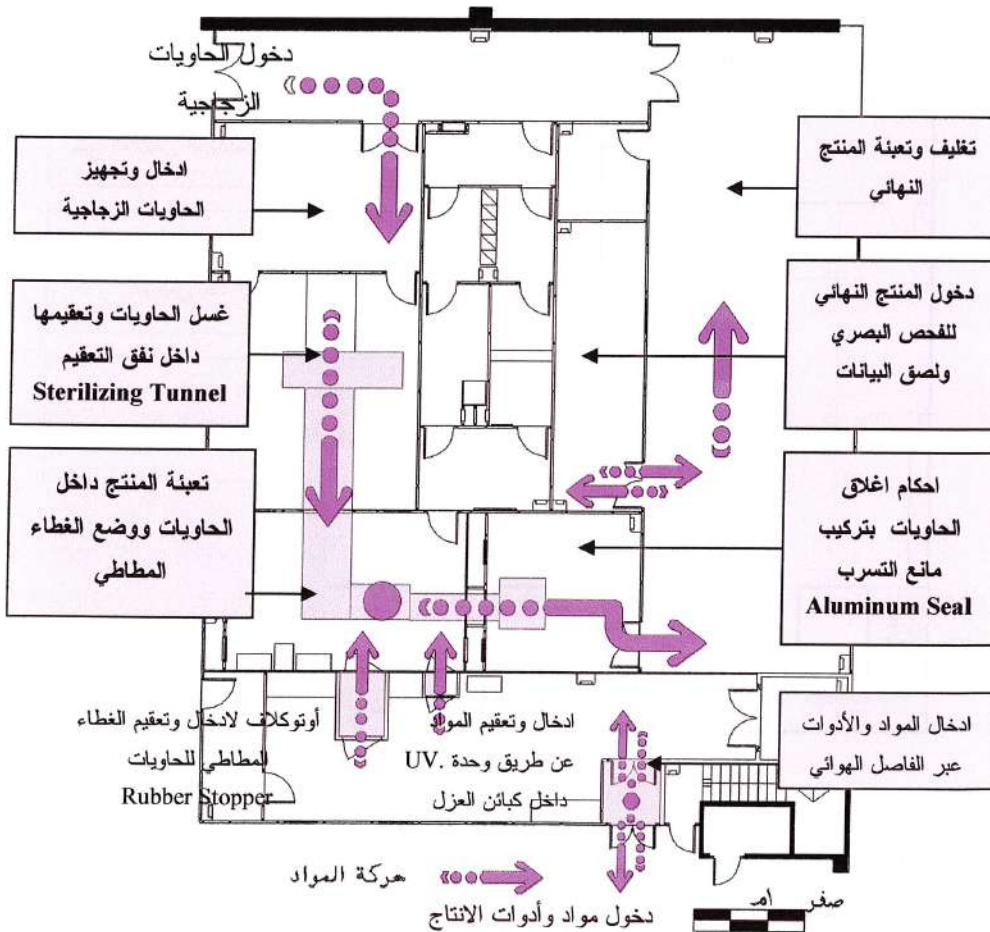 دخول الحاويات
الزجاجية
ادخال وتجهيز
الحاويات الزجاجية
غسل الحاويات وتعقيمها
داخل نفق التعقيم
Sterilizing Tunnel
تعبئة المنتج داخل
الحاويات ووضع الغطاء
المطاطي
تغليف وتعبئة المنتج
النهائي
دخول المنتج النهائي
للفحص البصري
ولصق البيانات
احكام اغلاق
الحاويات بتركيب
مانع التسرب
Aluminum Seal
ادخال المواد والأدوات
عبر الفاصل الهوائي
ادخال وتعقيم المواد
عن طريق وحدة .UV
داخل كبائن العزل
أوتوكلاف لادخال وتعقيم الغطاء
المطاطي للحاويات
Rubber Stopper
حركة المواد
دخول مواد وأدوات الانتاج
صفر ١م